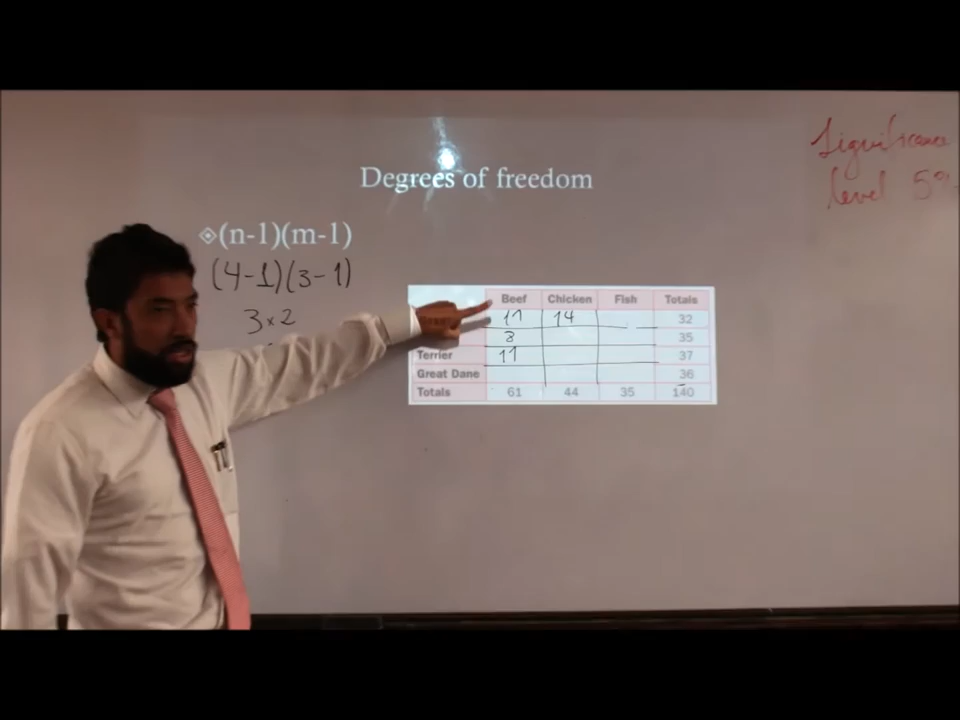 Significance
level 5%
Degrees of freedom
◈(n-1)(m-1)
(4-1)(3-1)
3×2
Beef Chicken Fish Totals
17 14 32
8 35
Terrier 11 37
Great Dane 36
Totals 61 44 35 140